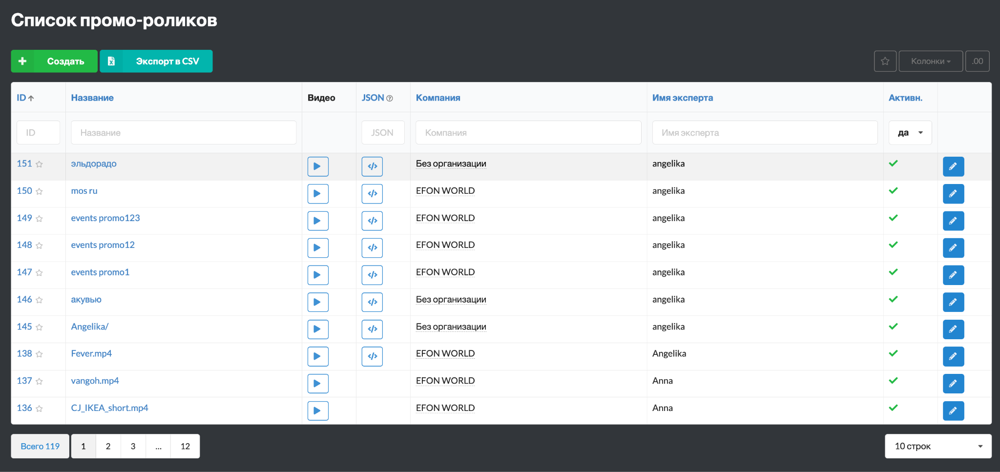 Список промо-роликов
Создать Экспорт в CSV Колонки .00
ID Название Видео JSON Компания Имя эксперта Активн.
ID Название JSON Компания Имя эксперта да
151 эльдорадо Без организации angelika
150 mos ru EFON WORLD angelika
149 events promo123 EFON WORLD angelika
148 events promo12 EFON WORLD angelika
147 events promo1 EFON WORLD angelika
146 акувью Без организации angelika
145 Angelika/ Без организации angelika
138 Fever.mp4 EFON WORLD Angelika
137 vangoh.mp4 EFON WORLD Anna
136 CJ_IKEA_short.mp4 EFON WORLD Anna
Всего 119 1 2 3 ... 12 10 строк